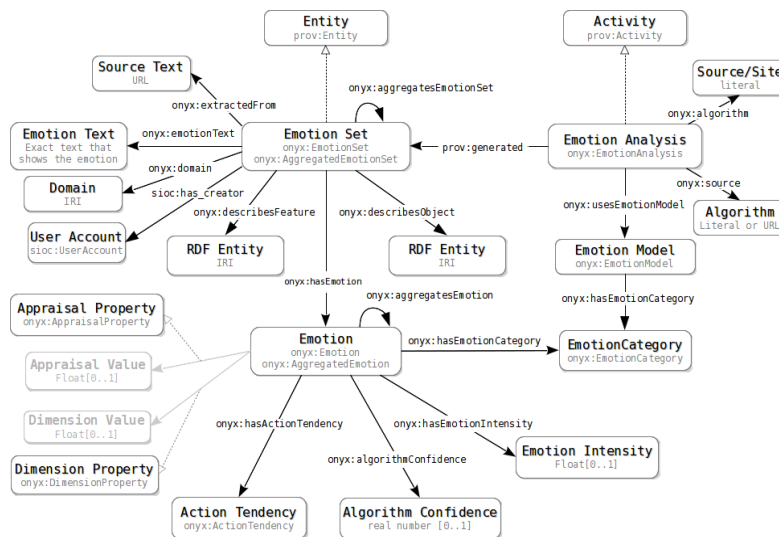 Entity
prov:Entity
Activity
prov:Activity
Source Text
URL
onyx:aggregatesEmotionSet
Source/Site
literal
onyx:extractedFrom
onyx:algorithm
Emotion Text
Exact text that
shows the emotion
onyx:emotionText
Emotion Set
onyx:EmotionSet
onyx:AggregatedEmotionSet
prov:generated
Emotion Analysis
onyx:EmotionAnalysis
onyx:domain
Domain
IRI
sioc:has_creator
onyx:source
onyx:describesFeature
onyx:describesObject
onyx:usesEmotionModel
Algorithm
Literal or URL
User Account
sioc:UserAccount
RDF Entity
IRI
RDF Entity
IRI
Emotion Model
onyx:EmotionModel
onyx:hasEmotion
onyx:aggregatesEmotion
onyx:hasEmotionCategory
Appraisal Property
onyx:AppraisalProperty
Emotion
onyx:Emotion
onyx:AggregatedEmotion
onyx:hasEmotionCategory
EmotionCategory
onyx:EmotionCategory
Appraisal Value
Float[0..1]
Dimension Value
Float[0..1]
onyx:hasActionTendency
onyx:hasEmotionIntensity
onyx:algorithmConfidence
Emotion Intensity
Float[0..1]
Dimension Property
onyx:DimensionProperty
Action Tendency
onyx:ActionTendency
Algorithm Confidence
real number [0..1]